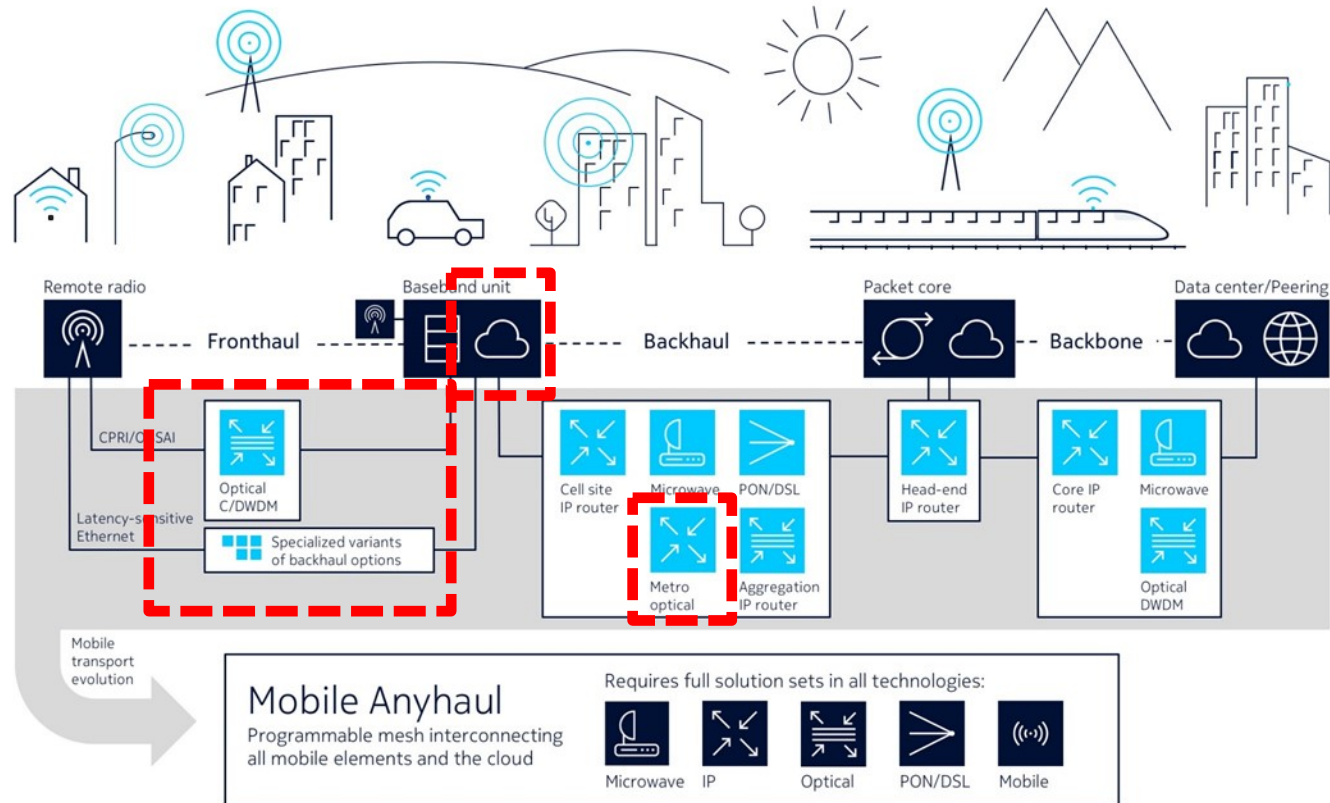 Remote radio
Baseband unit
Packet core
Data center/Peering
Fronthaul
Backhaul
Backbone
CPRI/O SAI
Optical
C/DWDM
Latency-sensitive
Ethernet
Specialized variants
of backhaul options
Cell site
IP router
Microwave
PON/DSL
Metro
optical
Aggregation
IP router
Head-end
IP router
Core IP
router
Microwave
Optical
DWDM
Mobile
transport
evolution
Mobile Anyhaul
Programmable mesh interconnecting
all mobile elements and the cloud
Requires full solution sets in all technologies:
Microwave
IP
Optical
PON/DSL
Mobile